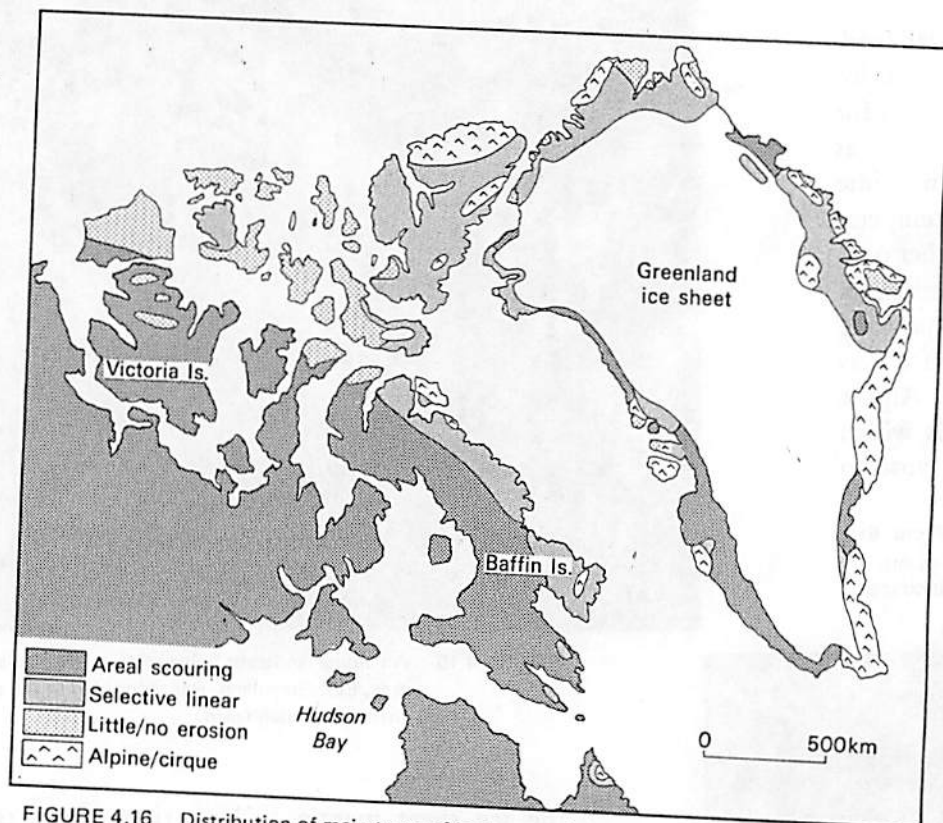 Greenland
ice sheet
Victoria Is.
Baffin Is.
Areal scouring
Selective linear
Little/no erosion
Alpine/cirque
Hudson
Bay
0 500km
FIGURE 4.16 Distribution of